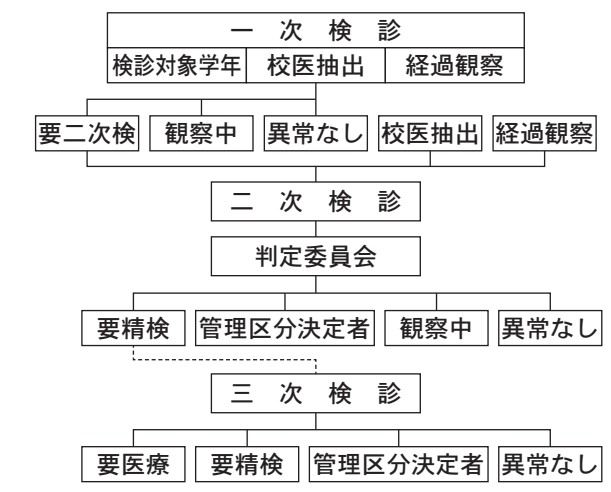 一 次 検 診
検診対象学年 校医抽出 経過観察
要二次検 観察中 異常なし 校医抽出 経過観察
二 次 検 診
判定委員会
要精検 管理区分決定者 観察中 異常なし
三 次 検 診
要医療 要精検 管理区分決定者 異常なし